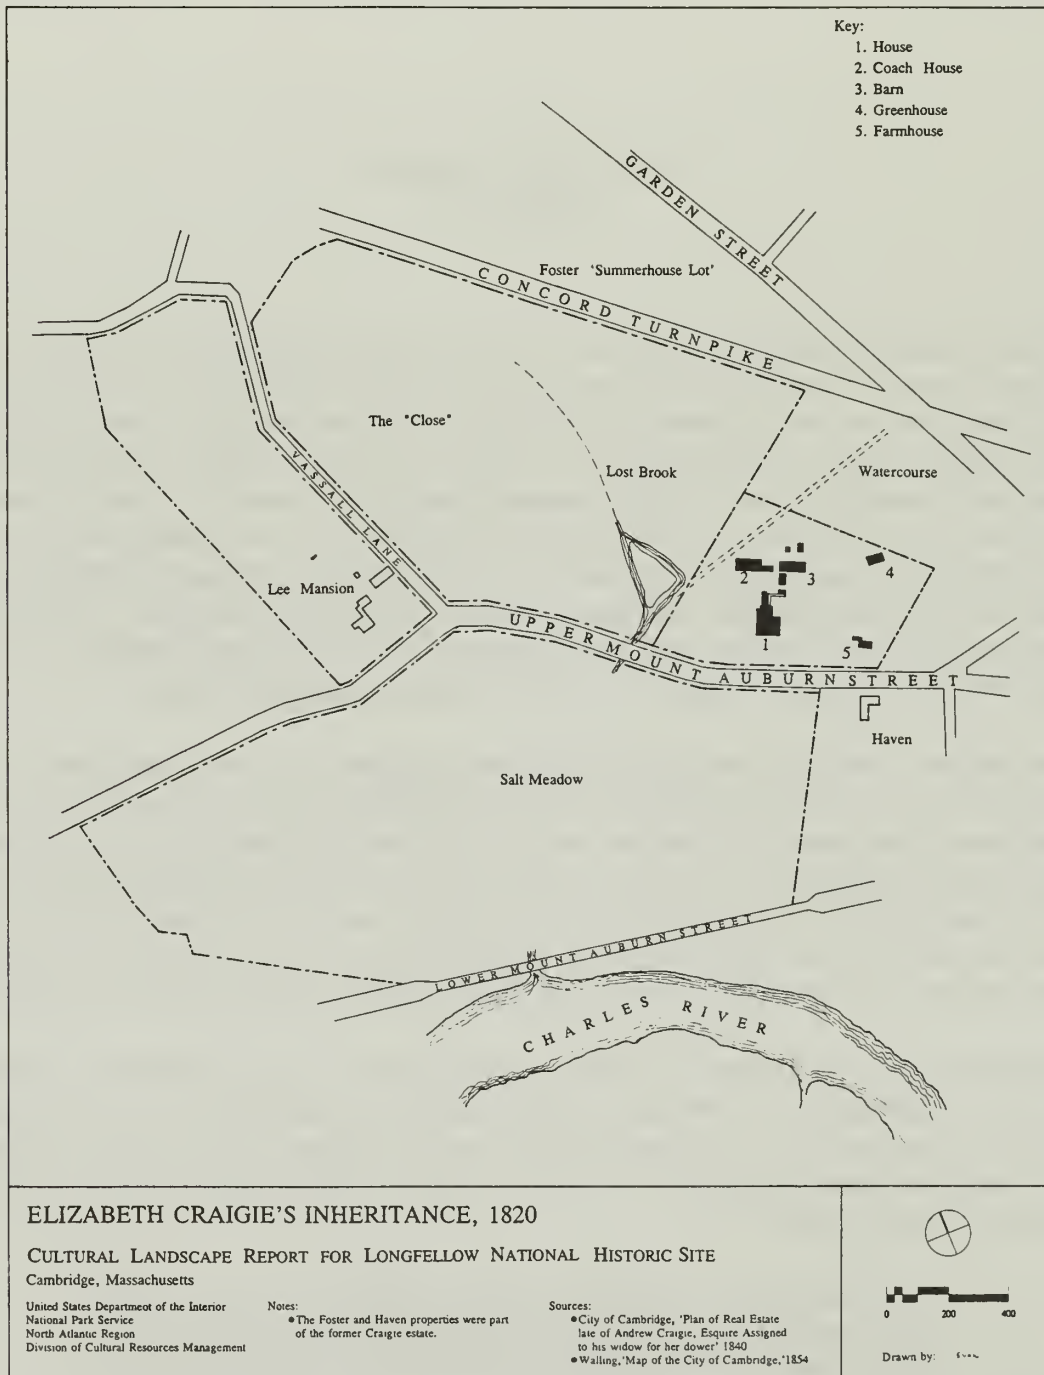 Key:
1. House
2. Coach House
3. Barn
4. Greenhouse
5. Farmhouse
GARDEN STREET
Foster 'Summerhouse Lot'
CONCORD TURNPIKE
The "Close"
VASSALL LANE
Lost Brook
Watercourse
Lee Mansion
2
3
4
1
5
UPPER MOUNT AUBURN STREET
Haven
Salt Meadow
LOWER MOUNT AUBURN STREET
CHARLES RIVER
ELIZABETH CRAIGIE'S INHERITANCE, 1820
CULTURAL LANDSCAPE REPORT FOR LONGFELLOW NATIONAL HISTORIC SITE
Cambridge, Massachusetts
United States Department of the Interior
National Park Service
North Atlantic Region
Division of Cultural Resources Management
Notes:
•The Foster and Haven properties were part
of the former Craigie estate.
Sources:
•City of Cambridge, 'Plan of Real Estate
late of Andrew Craigie, Esquire Assigned
to his widow for her dower' 1840
•Walling,'Map of the City of Cambridge,'1854
0 200 400
Drawn by: